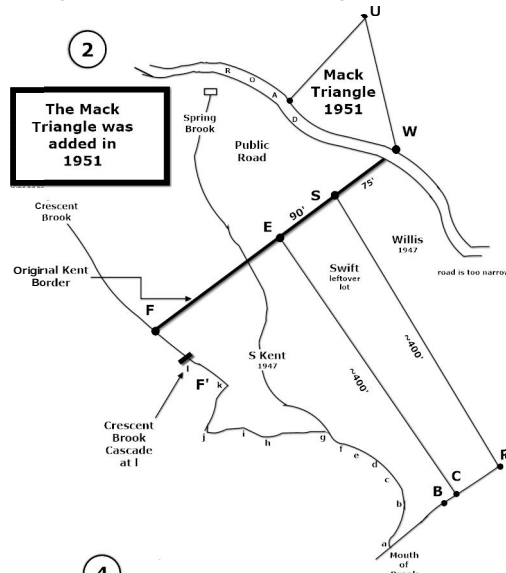 U
2
Mack
Triangle
1951
ROAD
The Mack
Triangle was
added in
1951
Spring
Brook
Public
Road
W
S
75'
90'
Crescent
Brook
E
Willis
1947
Swift
leftover
lot
road is too narrow
Original Kent
Border
F
S Kent
1947
~400'
~400'
l
F'
k
Crescent
Brook
Cascade
at l
j
i
h
g
f
e
d
c
b
a
B
C
R
Mouth
of
4